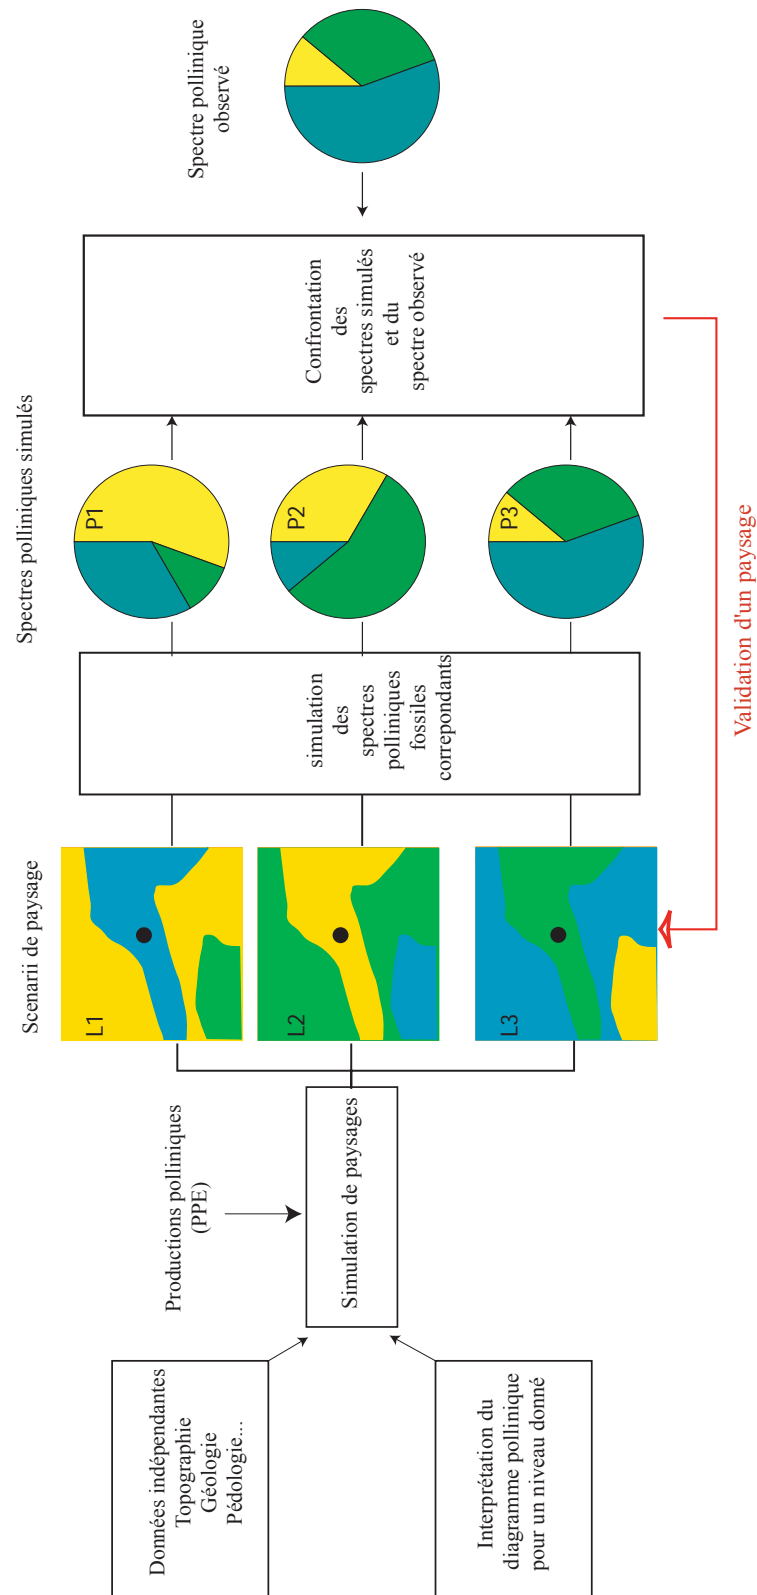 Données indépendantes
Topographie
Géologie
Pédologie...
Interprétation du
diagramme pollinique
pour un niveau donné
Productions polliniques
(PPE)
Simulation de paysages
Scenarii de paysage
L1
L2
L3
simulation
des
spectres
polliniques
fossiles
correpondants
Spectres polliniques simulés
P1
P2
P3
Confrontation
des
spectres simulés
et du
spectre observé
Spectre pollinique
observé
Validation d'un paysage